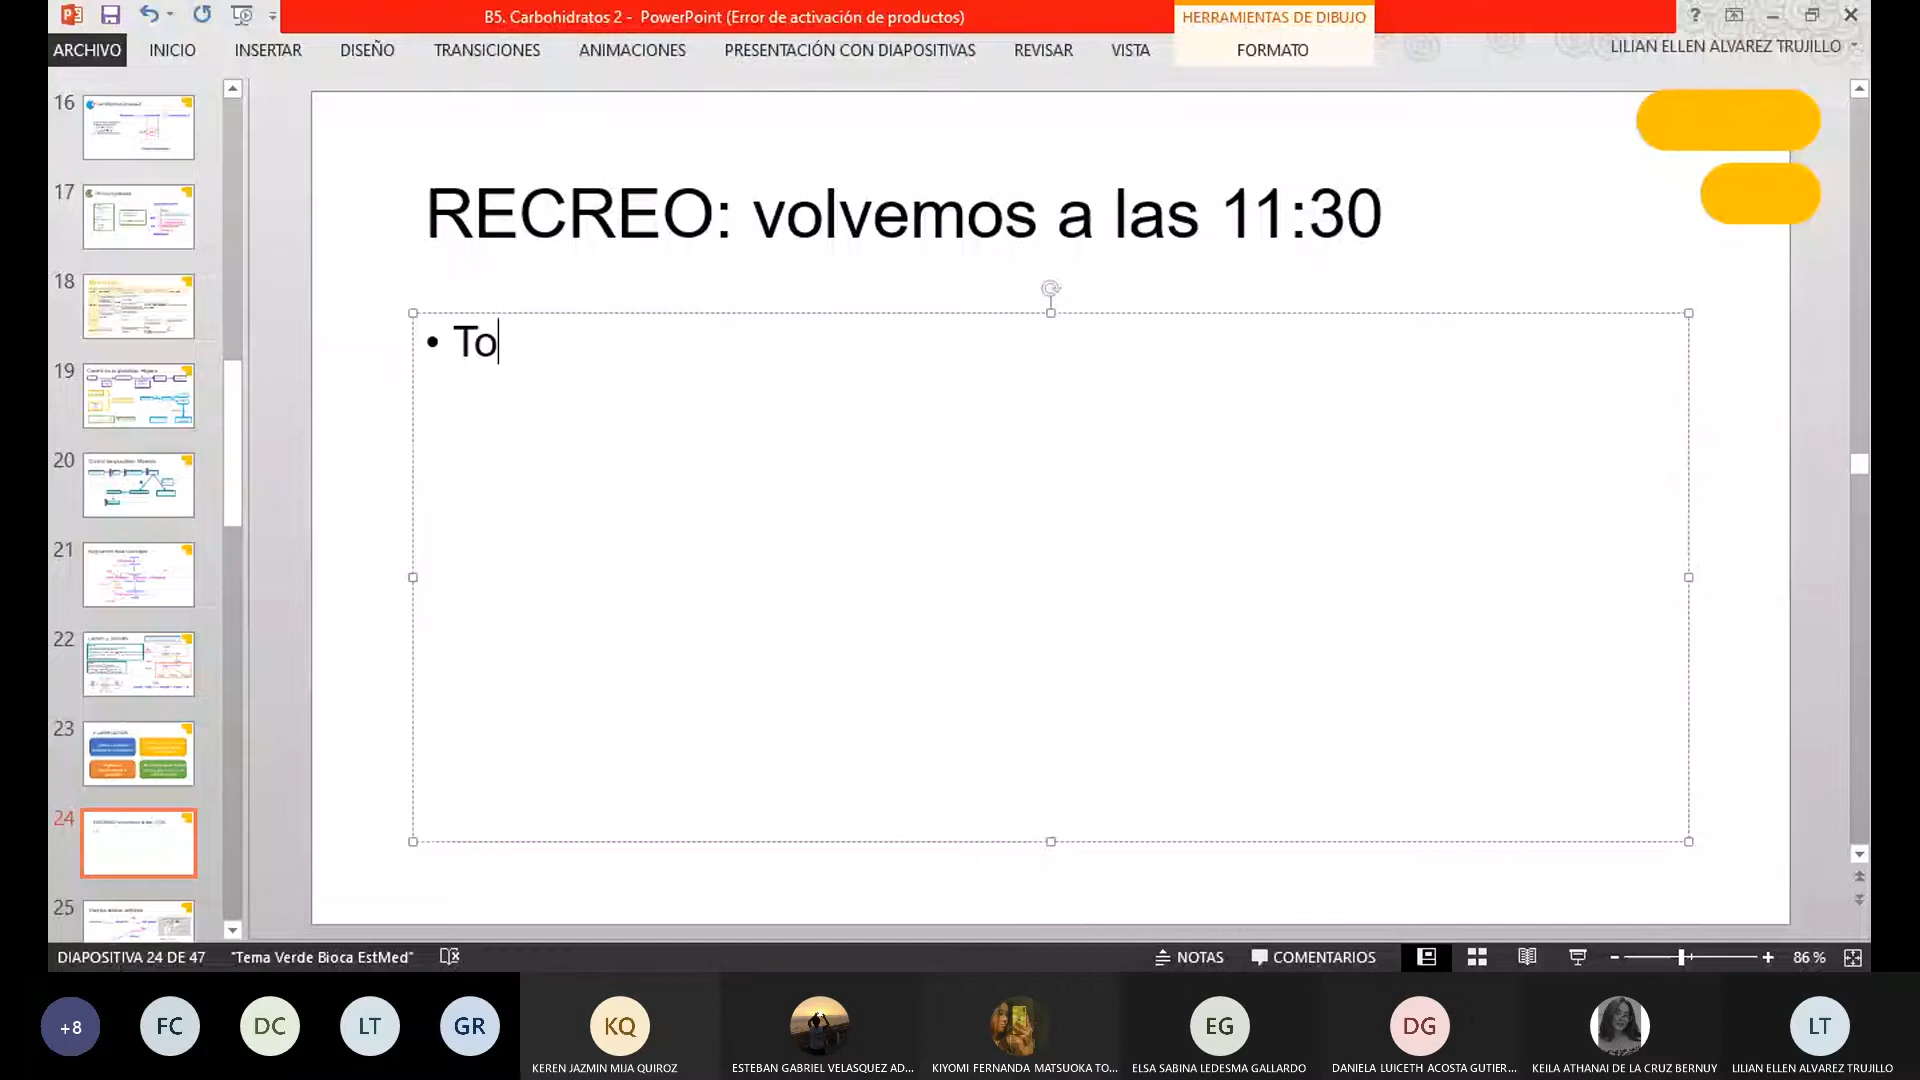 B5. Carbohidratos 2 - PowerPoint (Error de activación de productos)
HERRAMIENTAS DE DIBUJO
?
ARCHIVO INICIO INSERTAR DISEÑO TRANSICIONES ANIMACIONES PRESENTACIÓN CON DIAPOSITIVAS REVISAR VISTA FORMATO
LILIAN ELLEN ALVAREZ TRUJILLO
16
17
18
19
20
21
22
23
24
25
RECREO: volvemos a las 11:30
• To
DIAPOSITIVA 24 DE 47 "Tema Verde Bioca EstMed" NOTAS COMENTARIOS 86 %
+8 FC DC LT GR KQ EG DG LT
KEREN JAZMIN MIJA QUIROZ
ESTEBAN GABRIEL VELASQUEZ AD...
KIYOMI FERNANDA MATSUOKA TO...
ELSA SABINA LEDESMA GALLARDO
DANIELA LUICETH ACOSTA GUTIER...
KEILA ATHANAI DE LA CRUZ BERNUY
LILIAN ELLEN ALVAREZ TRUJILLO